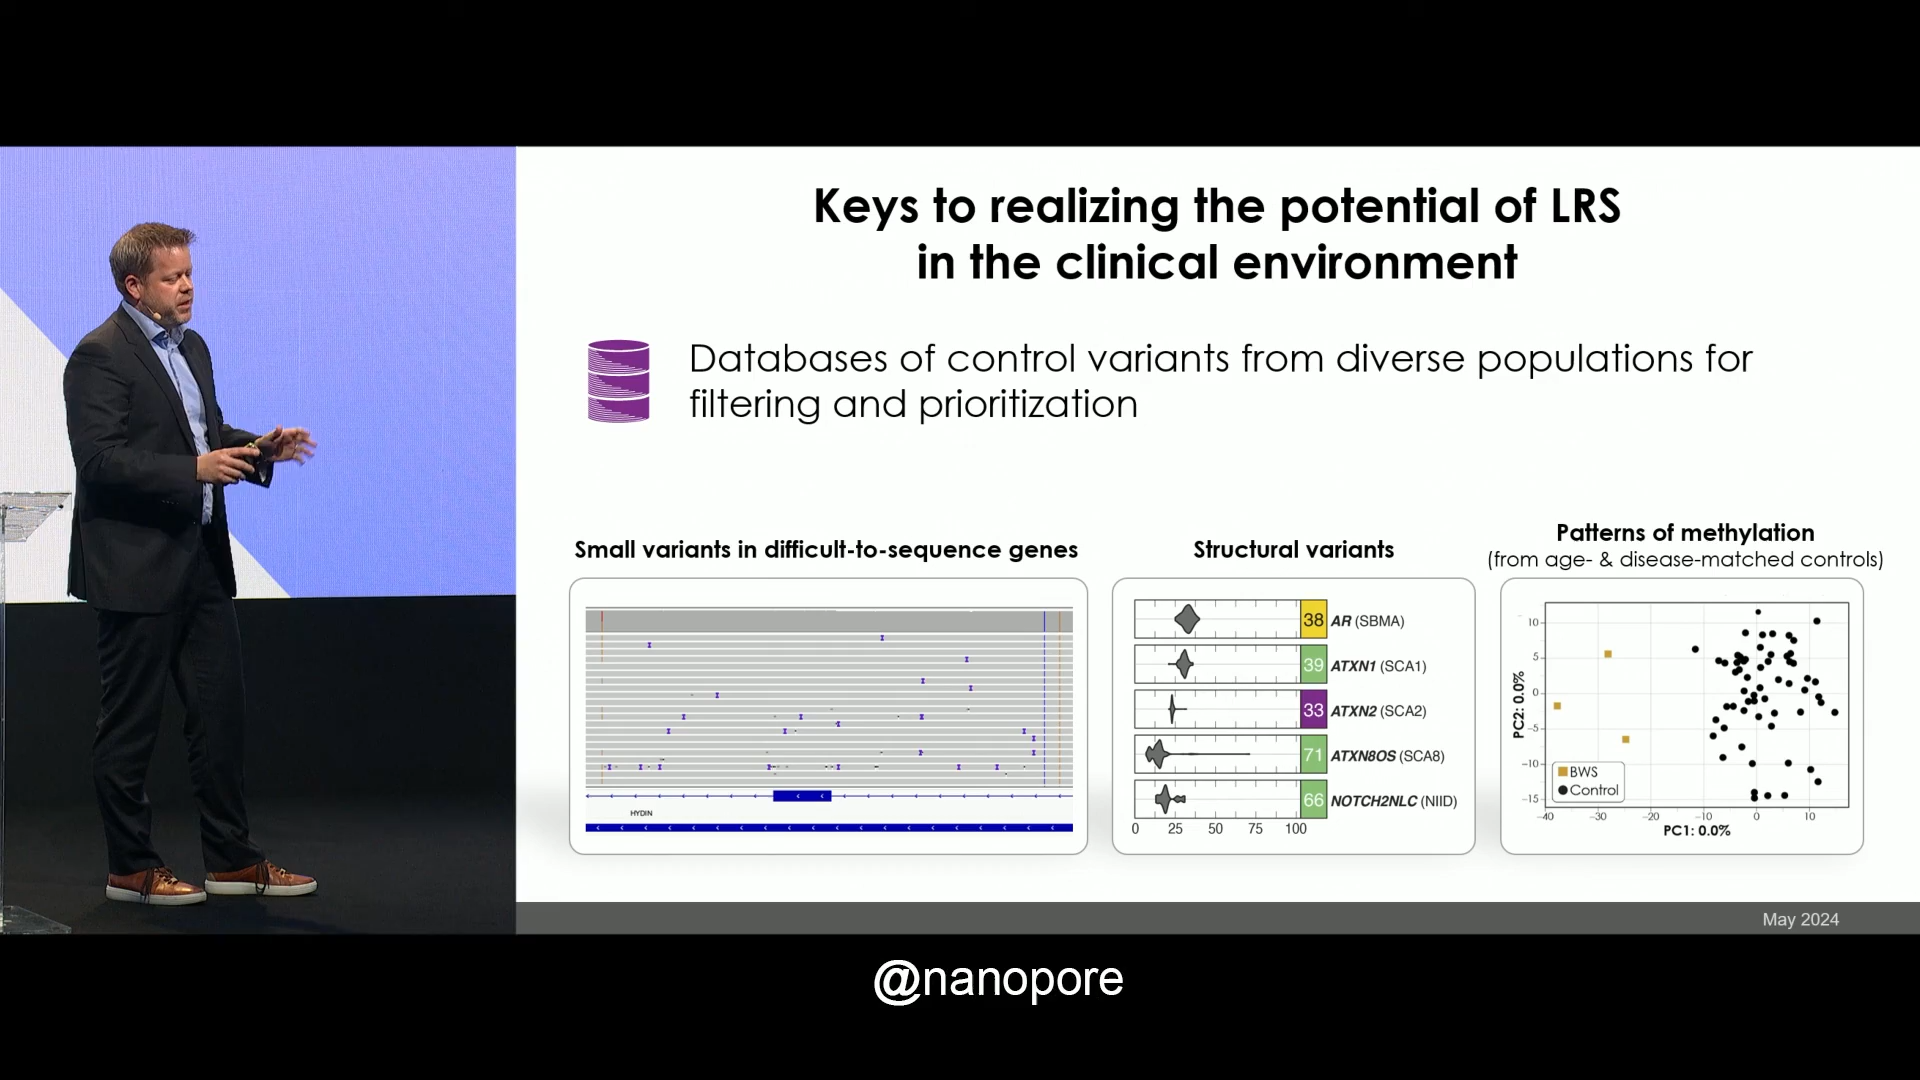 Keys to realizing the potential of LRS
in the clinical environment
Databases of control variants from diverse populations for
filtering and prioritization
Small variants in difficult-to-sequence genes
HYDIN
Structural variants
38 AR (SBMA)
39 ATXN1 (SCA1)
33 ATXN2 (SCA2)
71 ATXN8OS (SCA8)
66 NOTCH2NLC (NIID)
0 25 50 75 100
Patterns of methylation
(from age- & disease-matched controls)
10
5
0
-5
-10
-15
PC2: 0.0%
BWS
Control
-40 -30 -20 -10 0 10
PC1: 0.0%
May 2024
@nanopore